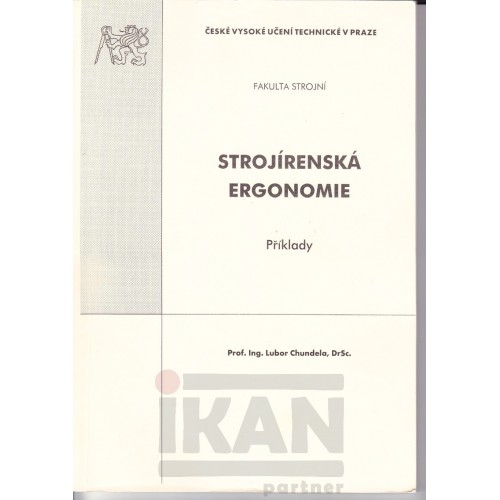 ČESKÉ VYSOKÉ UČENÍ TECHNICKÉ V PRAZE
FAKULTA STROJNÍ
STROJÍRENSKÁ
ERGONOMIE
Příklady
Prof. Ing. Lubor Chundela, DrSc.
iKAN
partner